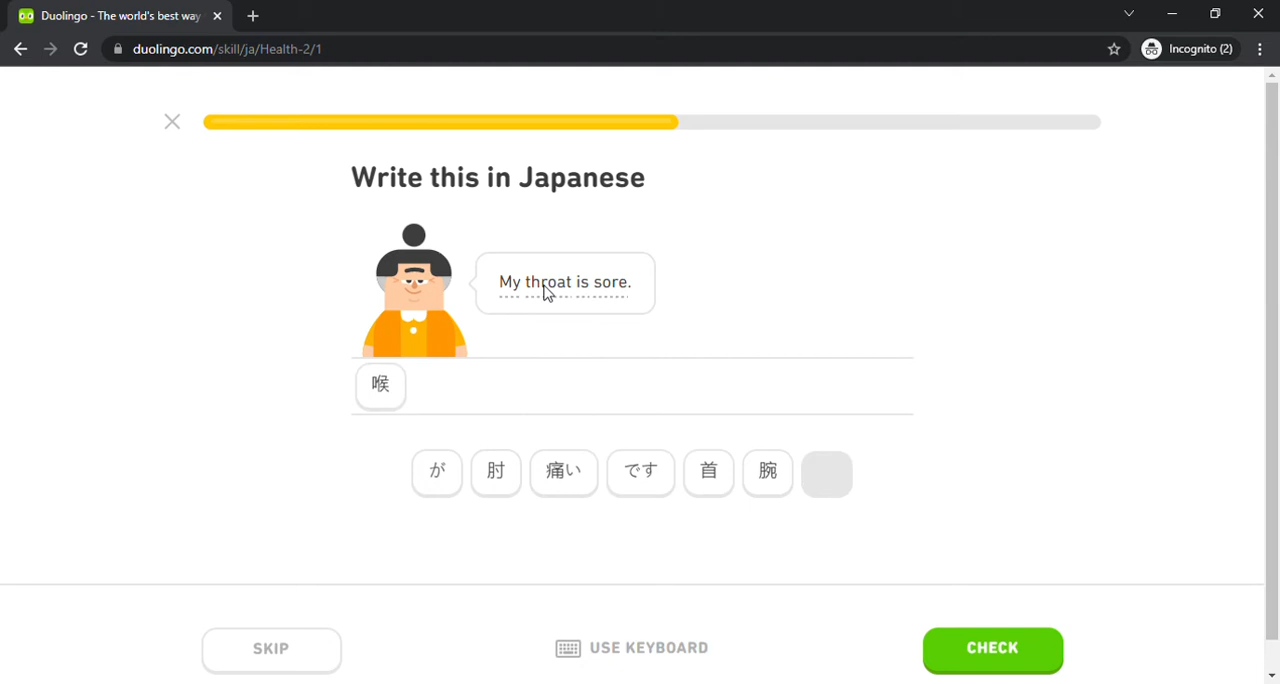 Duolingo - The world's best way
duolingo.com/skill/ja/Health-2/1
Incognito (2)
Write this in Japanese
My throat is sore.
喉
が 肘 痛い です 首 腕
SKIP
USE KEYBOARD
CHECK